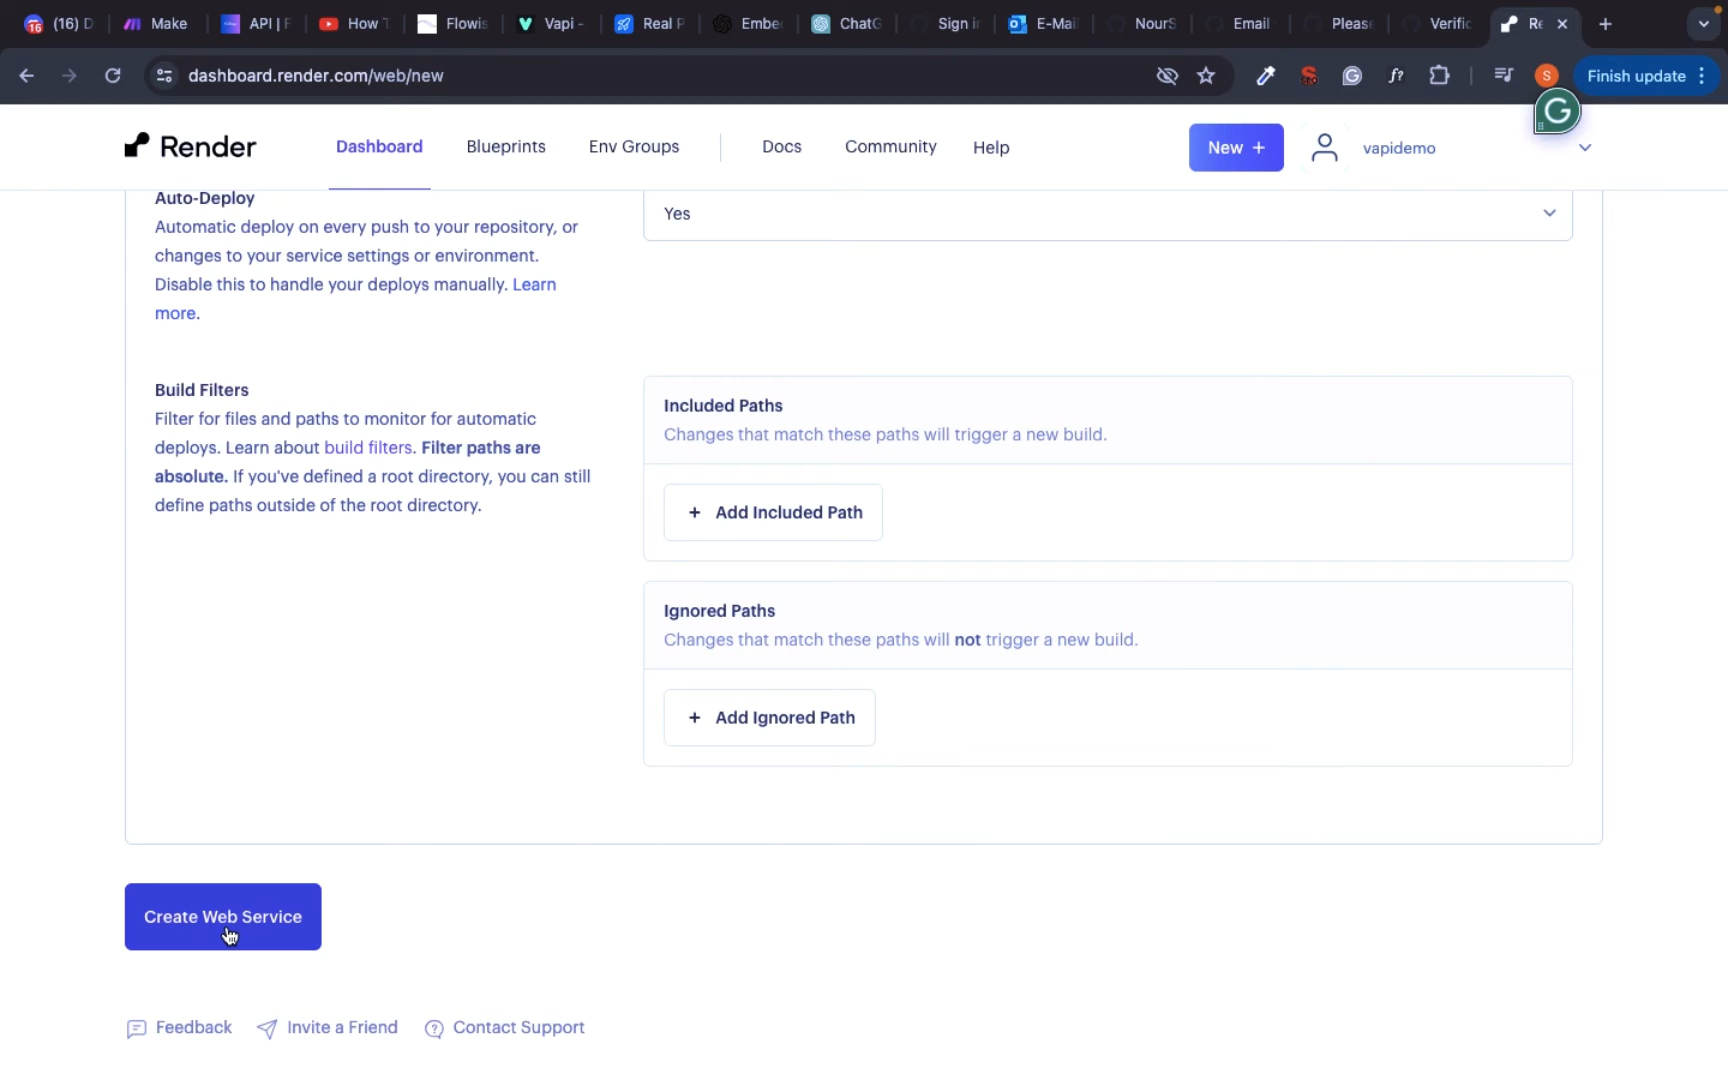 16 (16) D
Make
API | F
How T
Flowis
Vapi -
Real P
Embe
ChatG
Sign i
E-Mai
NourS
Email
Please
Verific
Re
dashboard.render.com/web/new
S
Finish update
Render
Dashboard
Blueprints
Env Groups
Docs
Community
Help
New +
vapidemo
Auto-Deploy
Automatic deploy on every push to your repository, or
changes to your service settings or environment.
Disable this to handle your deploys manually. Learn
more.
Yes
Build Filters
Filter for files and paths to monitor for automatic
deploys. Learn about build filters. Filter paths are
absolute. If you've defined a root directory, you can still
define paths outside of the root directory.
Included Paths
Changes that match these paths will trigger a new build.
+ Add Included Path
Ignored Paths
Changes that match these paths will not trigger a new build.
+ Add Ignored Path
Create Web Service
Feedback
Invite a Friend
Contact Support